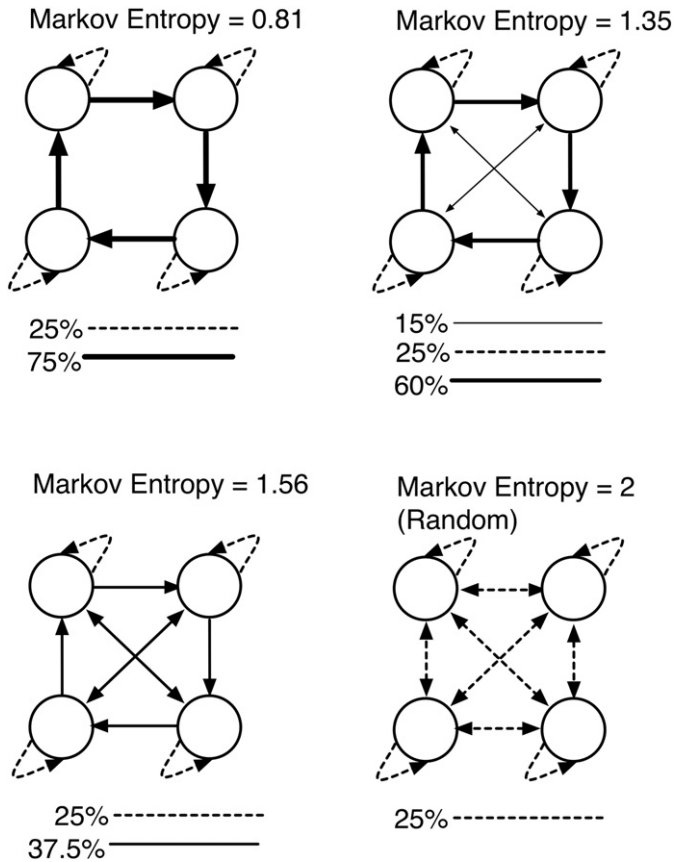 Markov Entropy = 0.81
25%
75%
Markov Entropy = 1.35
15%
25%
60%
Markov Entropy = 1.56
25%
37.5%
Markov Entropy = 2
(Random)
25%